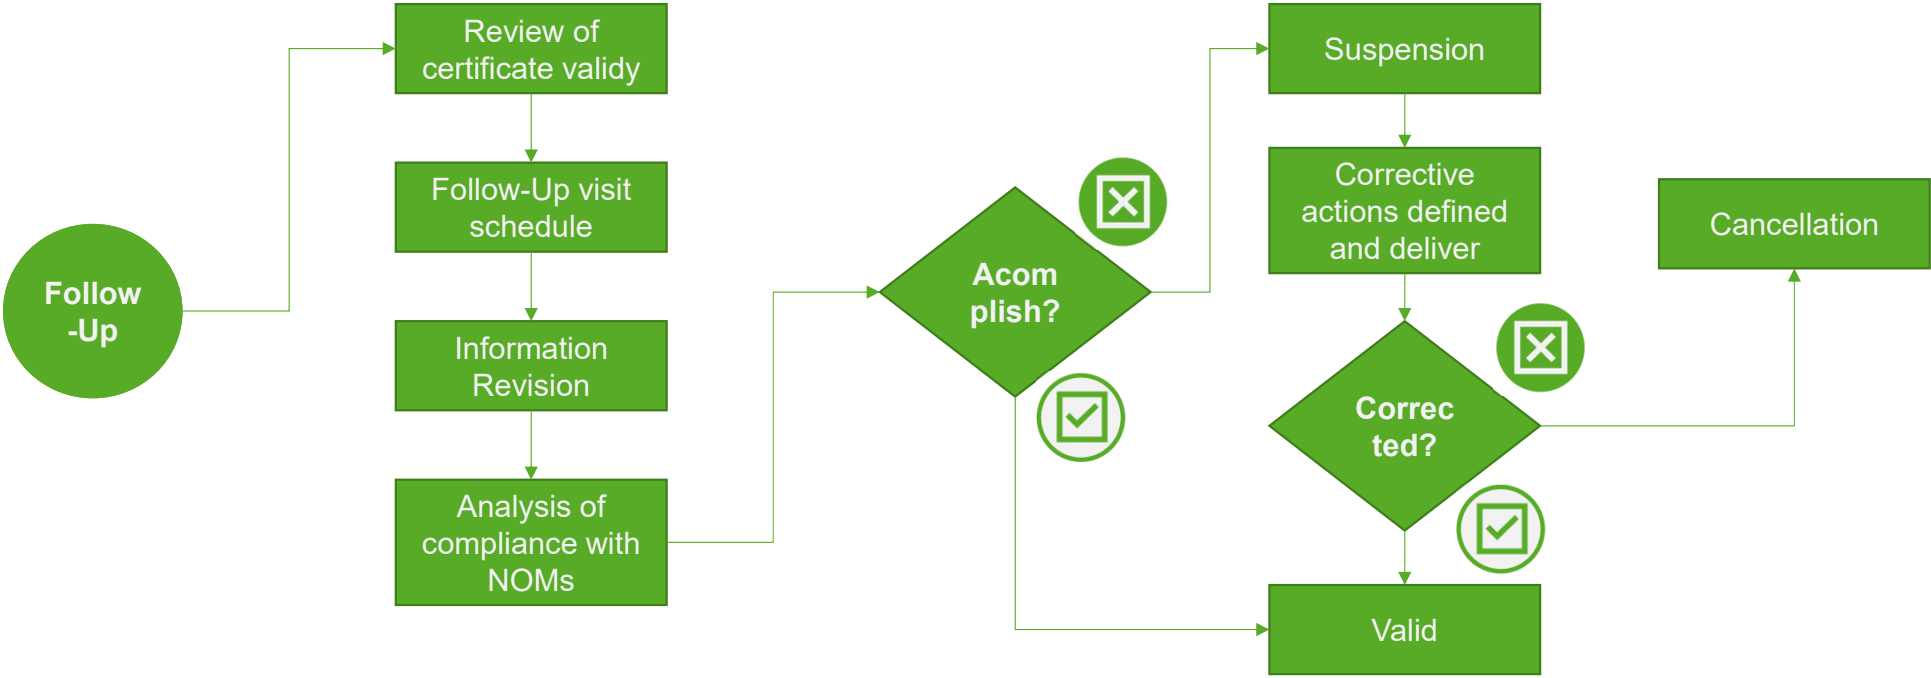 Follow
-Up
Review of
certificate validy
Follow-Up visit
schedule
Information
Revision
Analysis of
compliance with
NOMs
Acom
plish?
Suspension
Corrective
actions defined
and deliver
Correc
ted?
Valid
Cancellation